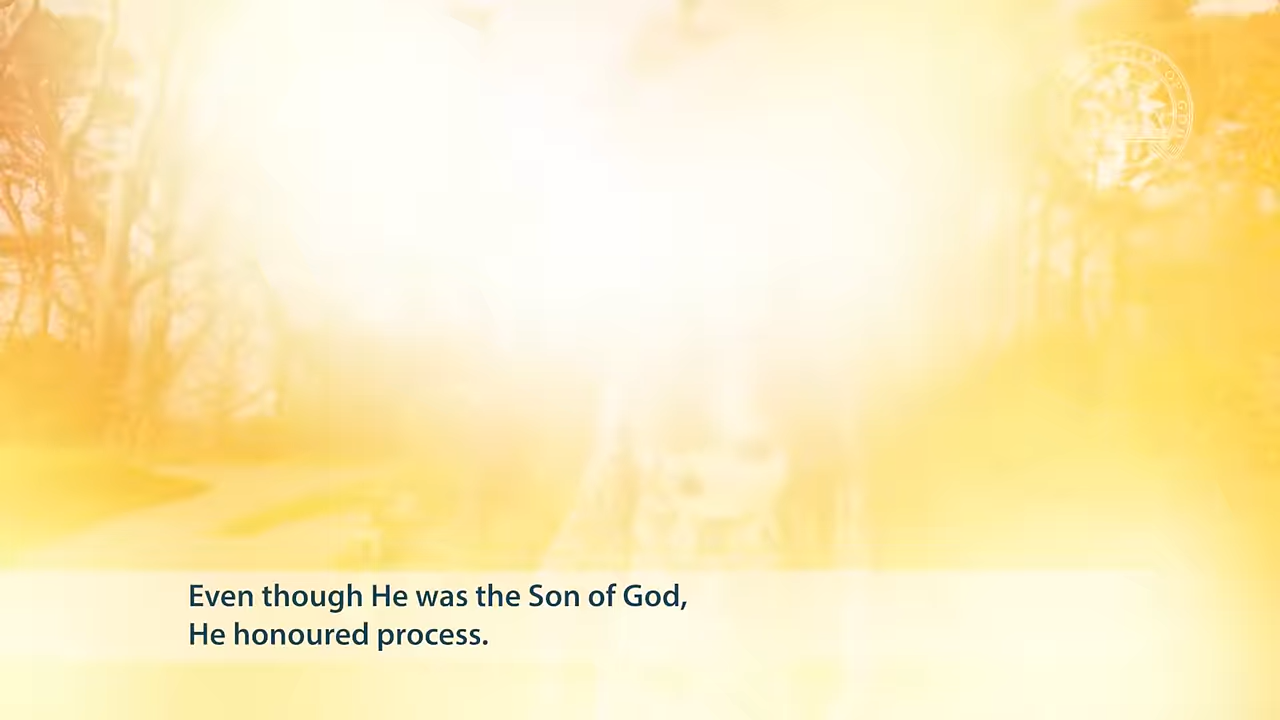 Even though He was the Son of God,
He honoured process.